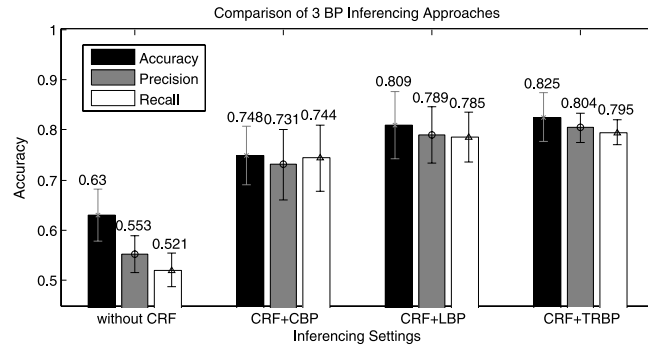 Comparison of 3 BP Inferencing Approaches
1
0.9
0.8
0.7
0.6
0.5
Accuracy
Accuracy
Precision
Recall
0.63
0.553
0.521
0.748
0.731
0.744
0.809
0.789
0.785
0.825
0.804
0.795
without CRF
CRF+CBP
CRF+LBP
CRF+TRBP
Inferencing Settings